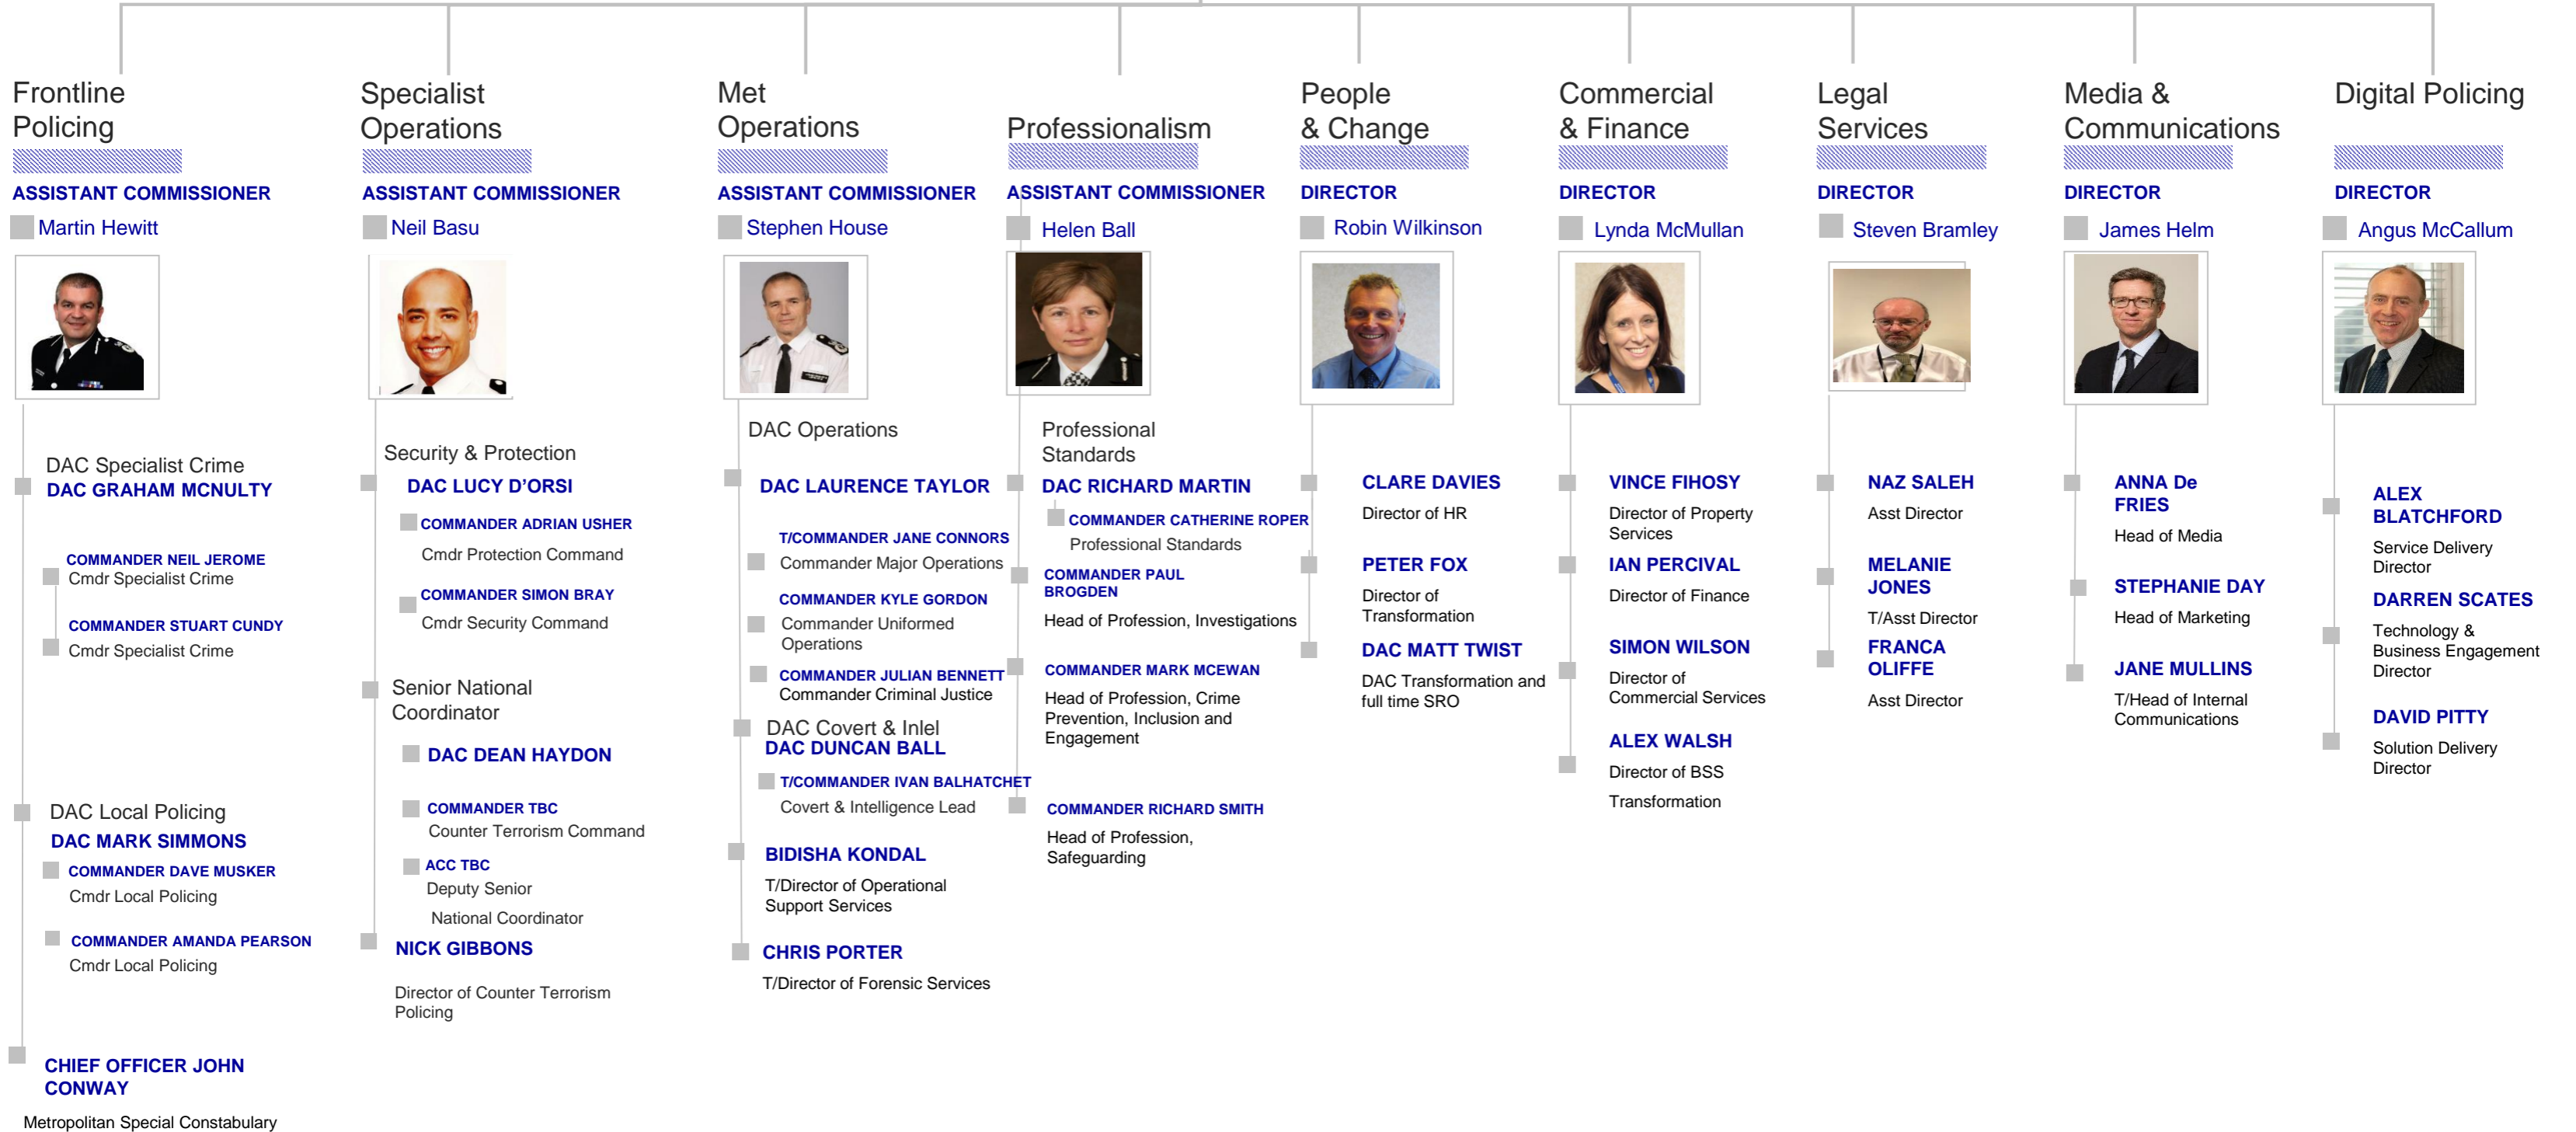 Frontline
Policing
ASSISTANT COMMISSIONER
Martin Hewitt
DAC Specialist Crime
DAC GRAHAM MCNULTY
COMMANDER NEIL JEROME
Cmdr Specialist Crime
COMMANDER STUART CUNDY
Cmdr Specialist Crime
DAC Local Policing
DAC MARK SIMMONS
COMMANDER DAVE MUSKER
Cmdr Local Policing
COMMANDER AMANDA PEARSON
Cmdr Local Policing
CHIEF OFFICER JOHN
CONWAY
Metropolitan Special Constabulary
Specialist
Operations
ASSISTANT COMMISSIONER
Neil Basu
Security & Protection
DAC LUCY D'ORSI
COMMANDER ADRIAN USHER
Cmdr Protection Command
COMMANDER SIMON BRAY
Cmdr Security Command
Senior National
Coordinator
DAC DEAN HAYDON
COMMANDER TBC
Counter Terrorism Command
ACC TBC
Deputy Senior
National Coordinator
NICK GIBBONS
Director of Counter Terrorism
Policing
Met
Operations
ASSISTANT COMMISSIONER
Stephen House
DAC Operations
DAC LAURENCE TAYLOR
T/COMMANDER JANE CONNORS
Commander Major Operations
COMMANDER KYLE GORDON
Commander Uniformed
Operations
COMMANDER JULIAN BENNETT
Commander Criminal Justice
DAC Covert & Inlel
DAC DUNCAN BALL
T/COMMANDER IVAN BALHATCHET
Covert & Intelligence Lead
BIDISHA KONDAL
T/Director of Operational
Support Services
CHRIS PORTER
T/Director of Forensic Services
Professionalism
ASSISTANT COMMISSIONER
Helen Ball
Professional
Standards
DAC RICHARD MARTIN
COMMANDER CATHERINE ROPER
Professional Standards
COMMANDER PAUL
BROGDEN
Head of Profession, Investigations
COMMANDER MARK MCEWAN
Head of Profession, Crime
Prevention, Inclusion and
Engagement
COMMANDER RICHARD SMITH
Head of Profession,
Safeguarding
People
& Change
DIRECTOR
Robin Wilkinson
CLARE DAVIES
Director of HR
PETER FOX
Director of
Transformation
DAC MATT TWIST
DAC Transformation and
full time SRO
Commercial
& Finance
DIRECTOR
Lynda McMullan
VINCE FIHOSY
Director of Property
Services
IAN PERCIVAL
Director of Finance
SIMON WILSON
Director of
Commercial Services
ALEX WALSH
Director of BSS
Transformation
Legal
Services
DIRECTOR
Steven Bramley
NAZ SALEH
Asst Director
MELANIE
JONES
T/Asst Director
FRANCA
OLIFFE
Asst Director
Media &
Communications
DIRECTOR
James Helm
ANNA De
FRIES
Head of Media
STEPHANIE DAY
Head of Marketing
JANE MULLINS
T/Head of Internal
Communications
Digital Policing
DIRECTOR
Angus McCallum
ALEX
BLATCHFORD
Service Delivery
Director
DARREN SCATES
Technology &
Business Engagement
Director
DAVID PITTY
Solution Delivery
Director